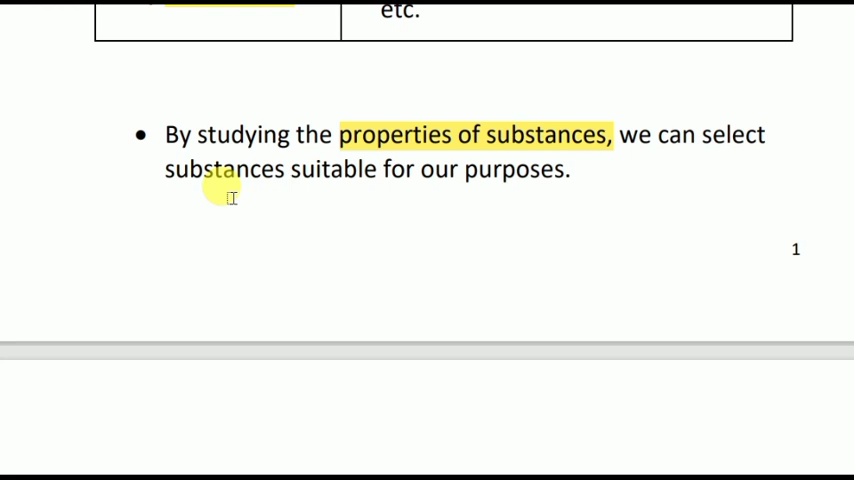 etc.
• By studying the properties of substances, we can select
substances suitable for our purposes.
1